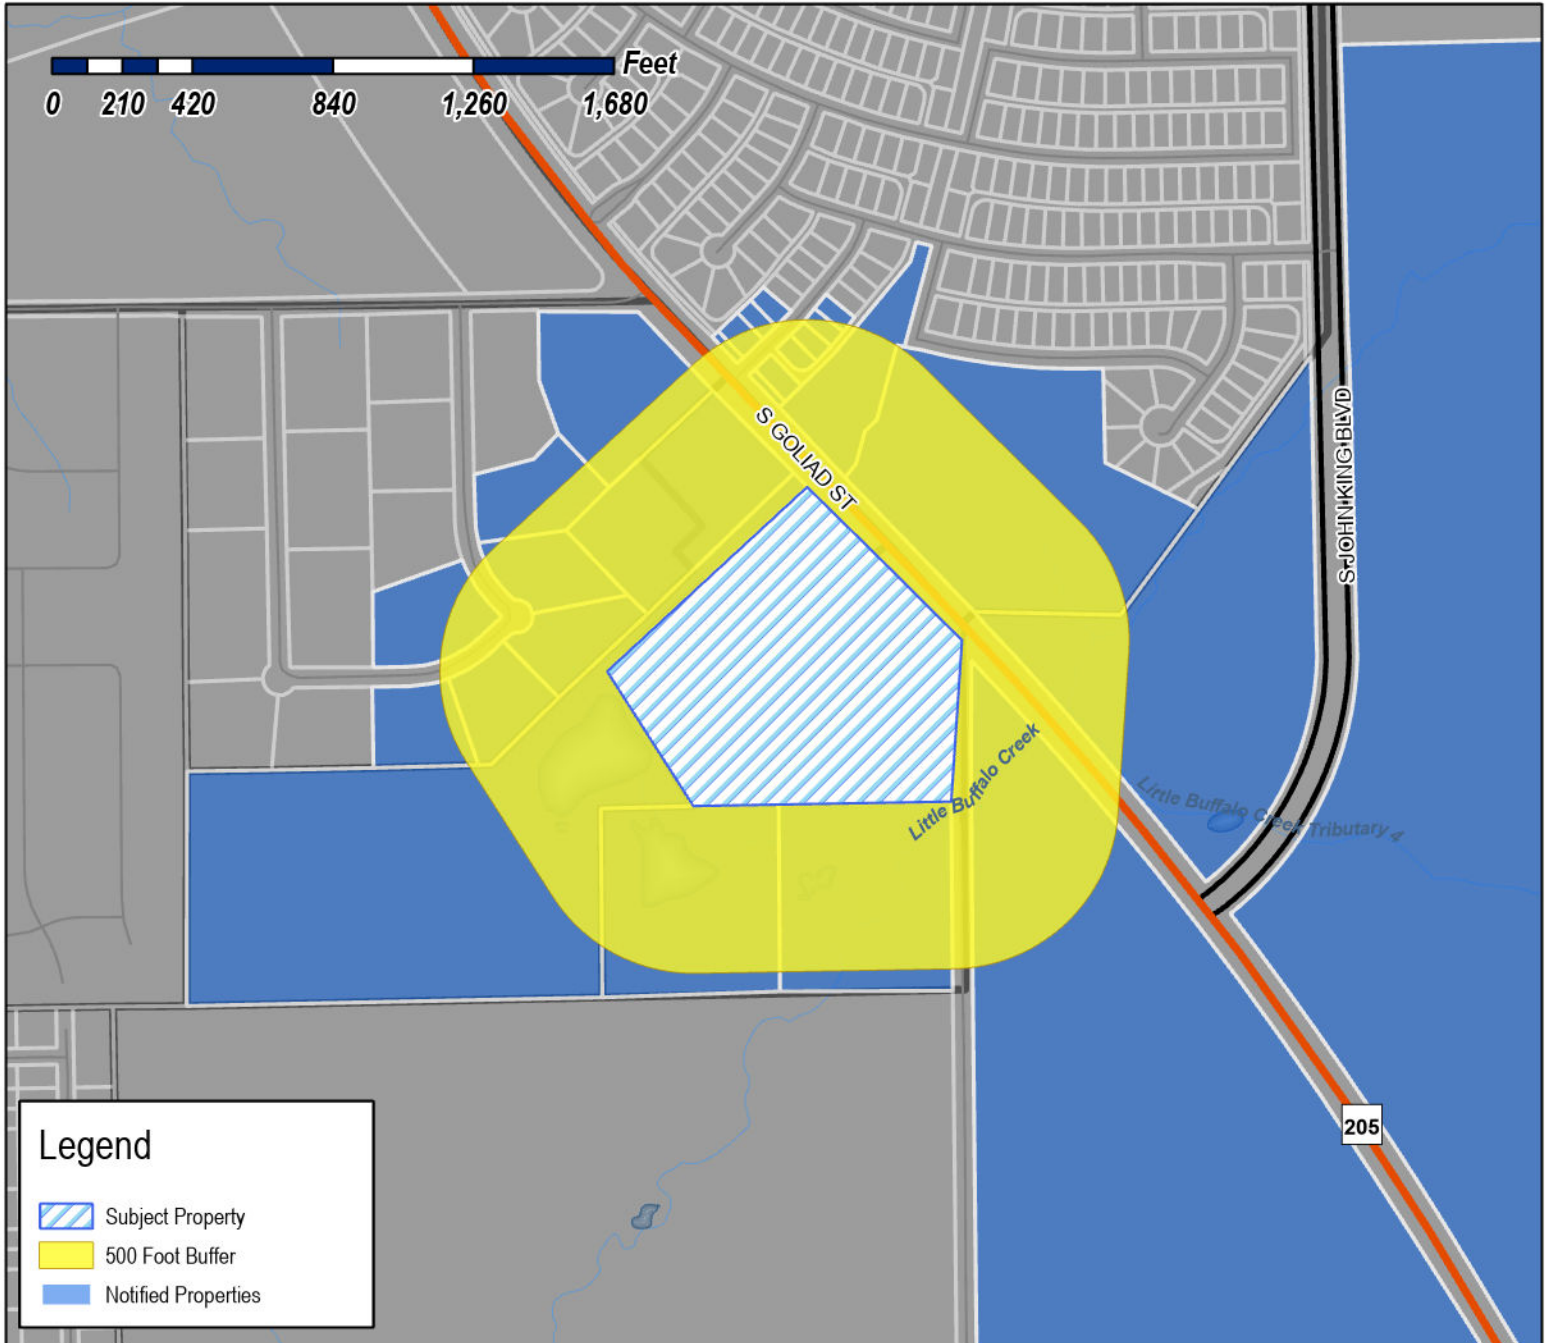 Feet
0 210 420 840 1,260 1,680
S GOLIAD ST
S JOHN KING BLVD
Little Buffalo Creek
Little Buffalo Creek Tributary 4
205
Legend
Subject Property
500 Foot Buffer
Notified Properties